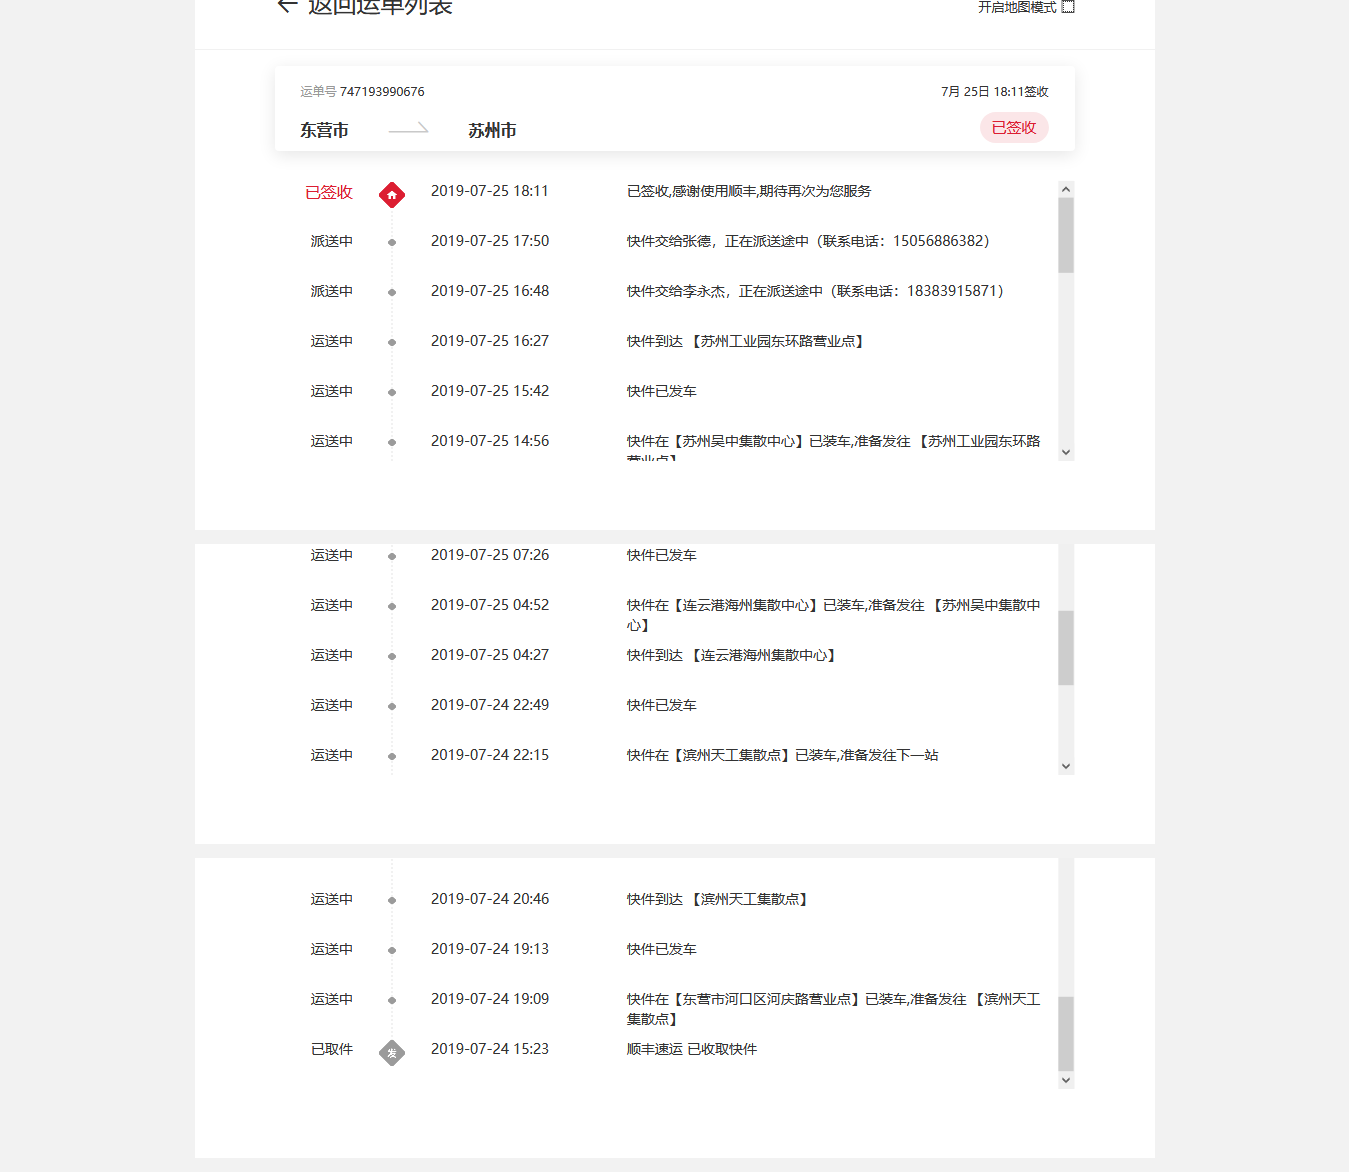 返回运单列表
开启地图模式
运单号 747193990676
7月 25日 18:11签收
东营市
苏州市
已签收
已签收 2019-07-25 18:11 已签收,感谢使用顺丰,期待再次为您服务
派送中 2019-07-25 17:50 快件交给张德，正在派送途中（联系电话：15056886382）
派送中 2019-07-25 16:48 快件交给李永杰，正在派送途中（联系电话：18383915871）
运送中 2019-07-25 16:27 快件到达 【苏州工业园东环路营业点】
运送中 2019-07-25 15:42 快件已发车
运送中 2019-07-25 14:56 快件在【苏州吴中集散中心】已装车,准备发往 【苏州工业园东环路
营业点】
运送中 2019-07-25 07:26 快件已发车
运送中 2019-07-25 04:52 快件在【连云港海州集散中心】已装车,准备发往 【苏州吴中集散中
心】
运送中 2019-07-25 04:27 快件到达 【连云港海州集散中心】
运送中 2019-07-24 22:49 快件已发车
运送中 2019-07-24 22:15 快件在【滨州天工集散点】已装车,准备发往下一站
运送中 2019-07-24 20:46 快件到达 【滨州天工集散点】
运送中 2019-07-24 19:13 快件已发车
运送中 2019-07-24 19:09 快件在【东营市河口区河庆路营业点】已装车,准备发往 【滨州天工
集散点】
已取件 发 2019-07-24 15:23 顺丰速运 已收取快件